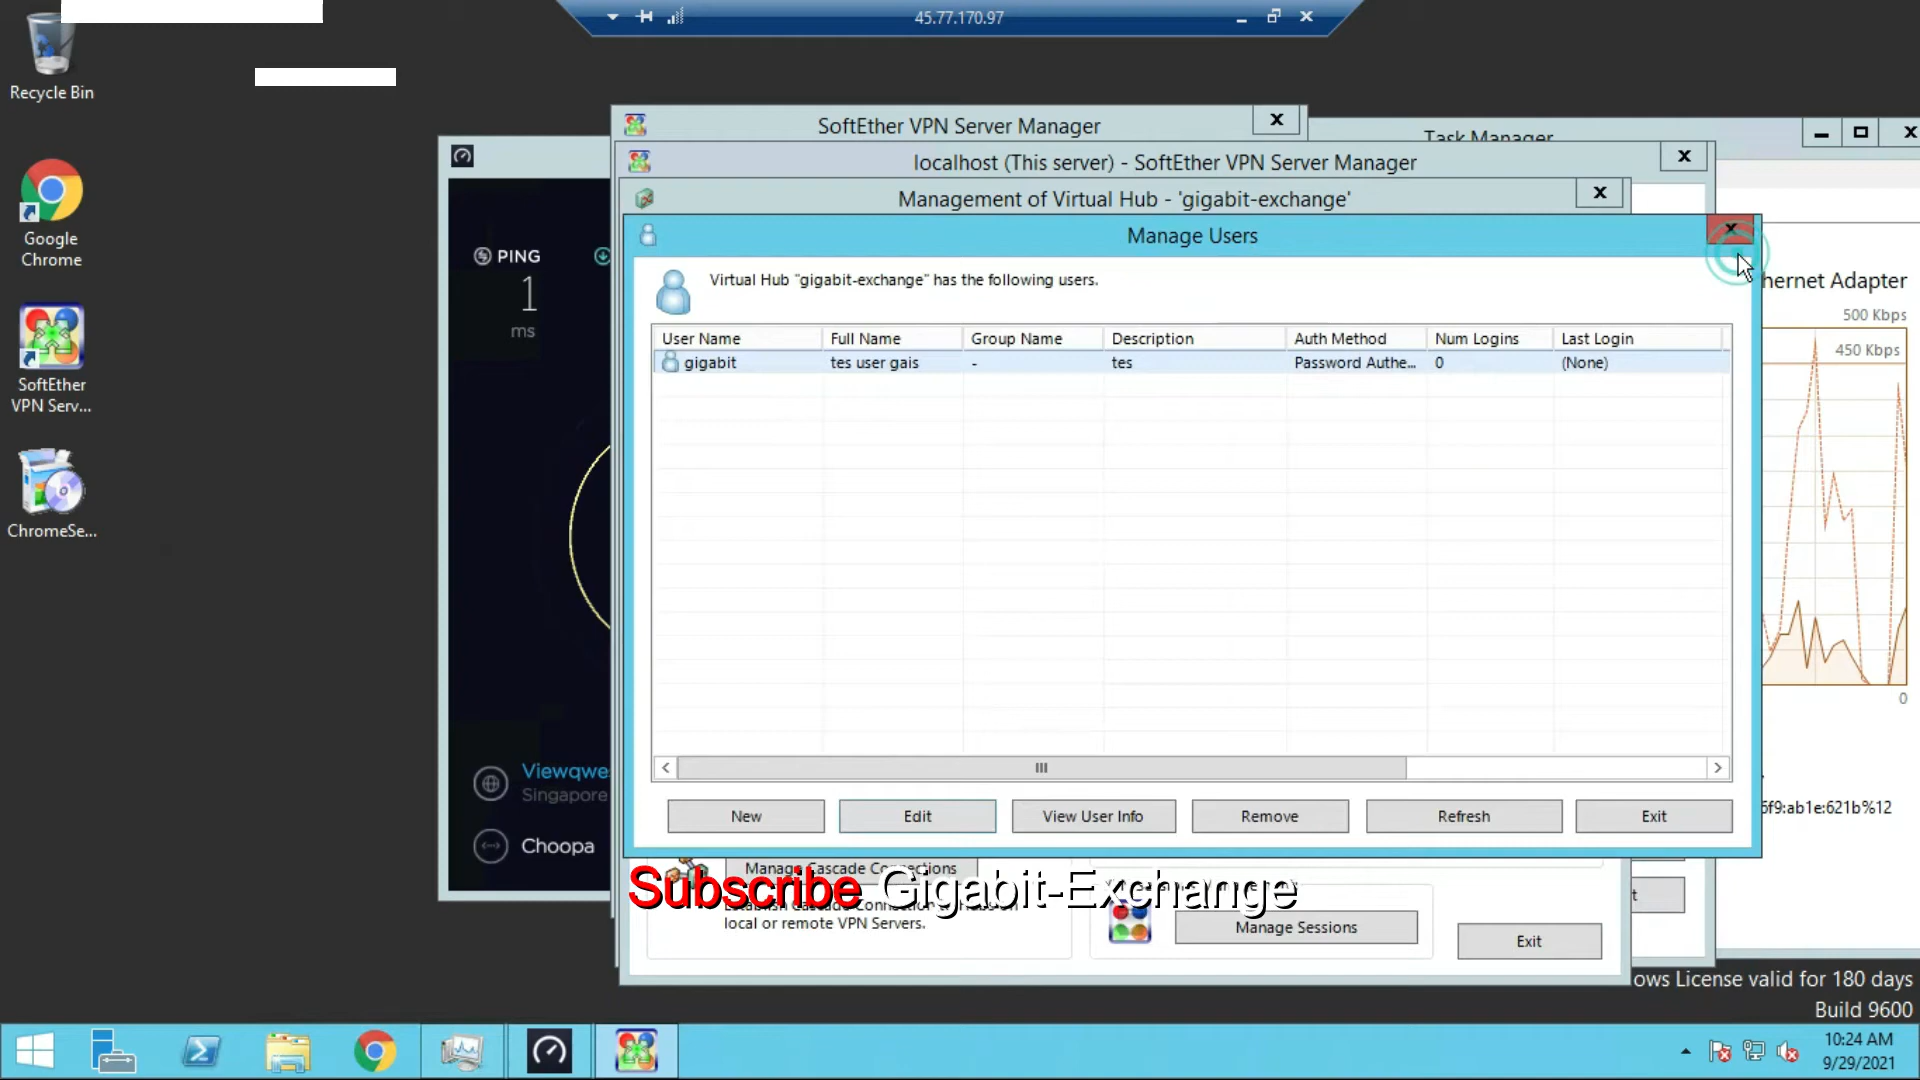 45.77.170.97
Recycle Bin
Google
Chrome
SoftEther
VPN Serv...
ChromeSe...
SoftEther VPN Server Manager
Task Manager
localhost (This server) - SoftEther VPN Server Manager
Management of Virtual Hub - 'gigabit-exchange'
Manage Users
Virtual Hub "gigabit-exchange" has the following users.
User Name Full Name Group Name Description Auth Method Num Logins Last Login
gigabit tes user gais - tes Password Authe... 0 (None)
New Edit View User Info Remove Refresh Exit
PING
1
ms
Viewqwe
Singapore
Choopa
hernet Adapter
500 Kbps
450 Kbps
0
6f9:ab1e:621b%12
Manage Cascade Connections
Subscribe Gigabit-Exchange
local or remote VPN Servers.
Manage Sessions
Exit
t
ows License valid for 180 days
Build 9600
10:24 AM
9/29/2021